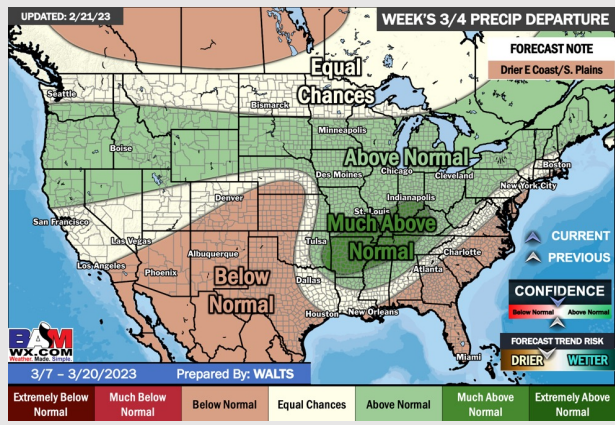 UPDATED: 2/21/23
WEEK'S 3/4 PRECIP DEPARTURE
FORECAST NOTE
Drier E Coast/S. Plains
Equal
Chances
Seattle
Bismarck
Minneapolis
Boise
Above Normal
Boston
Des Moines
Chicago
Cleveland
New York City
Denver
Indianapolis
San Francisco
St. Louis
Much Above
Normal
CURRENT
PREVIOUS
Las Vegas
Tulsa
Charlotte
Los Angeles
Albuquerque
Atlanta
Phoenix
Below
Normal
Dallas
CONFIDENCE
Below Normal
Above Normal
Houston
New Orleans
FORECAST TREND RISK
DRIER
WETTER
Miami
BAM
WX.COM
Weather. Made. Simple.
3/7 – 3/20/2023
Prepared By: WALTS
Extremely Below
Normal
Much Below
Normal
Below Normal
Equal Chances
Above Normal
Much Above
Normal
Extremely Above
Normal